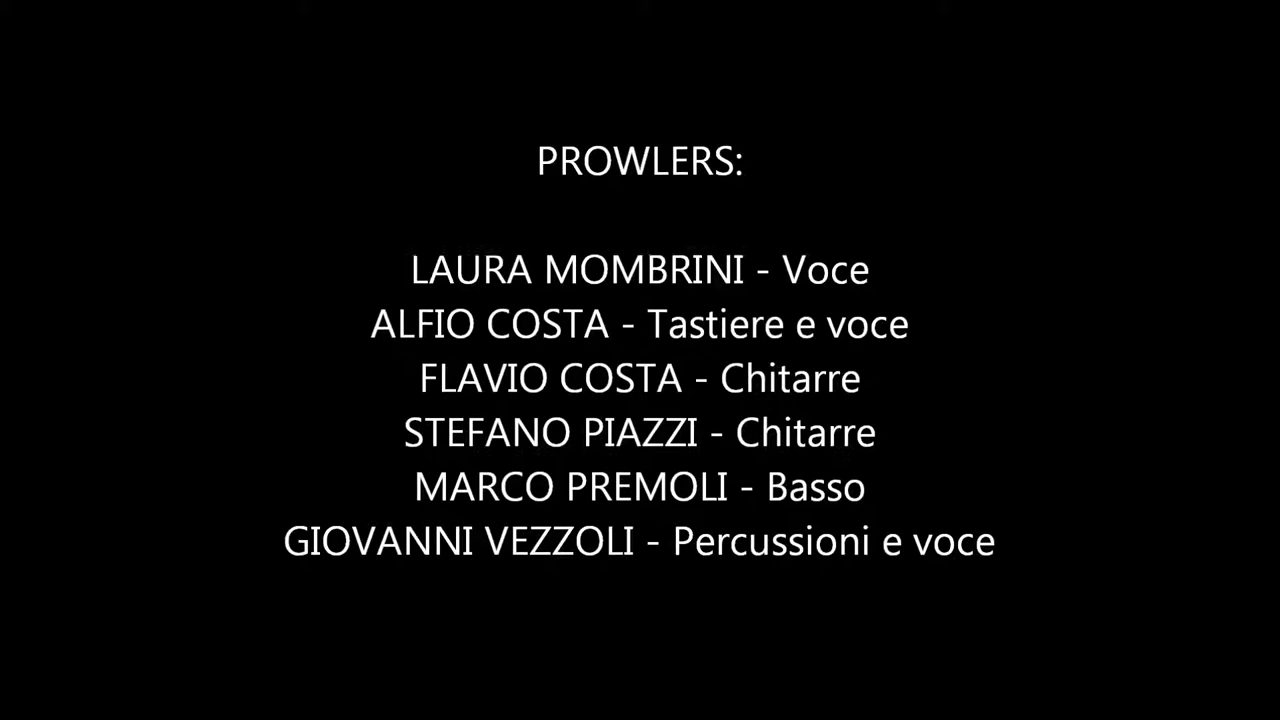 PROWLERS:
LAURA MOMBRINI - Voce
ALFIO COSTA - Tastiere e voce
FLAVIO COSTA - Chitarre
STEFANO PIAZZI - Chitarre
MARCO PREMOLI - Basso
GIOVANNI VEZZOLI - Percussioni e voce